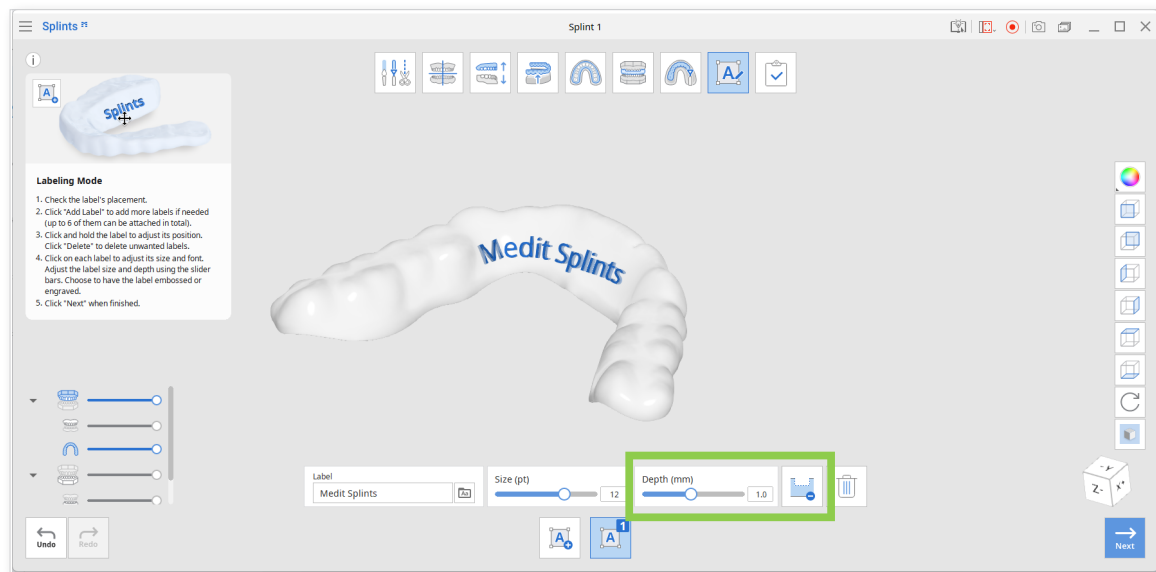 Splints
Splint 1
Splints
Labeling Mode
1. Check the label's placement.
2. Click "Add Label" to add more labels if needed
(up to 6 of them can be attached in total).
3. Click and hold the label to adjust its position.
Click "Delete" to delete unwanted labels.
4. Click on each label to adjust its size and font.
Adjust the label size and depth using the slider
bars. Choose to have the label embossed or
engraved.
5. Click "Next" when finished.
Medit Splints
Label
Medit Splints
Size (pt)
12
Depth (mm)
1.0
Undo
Redo
A
A
1
Next
-Y
Z-
X+